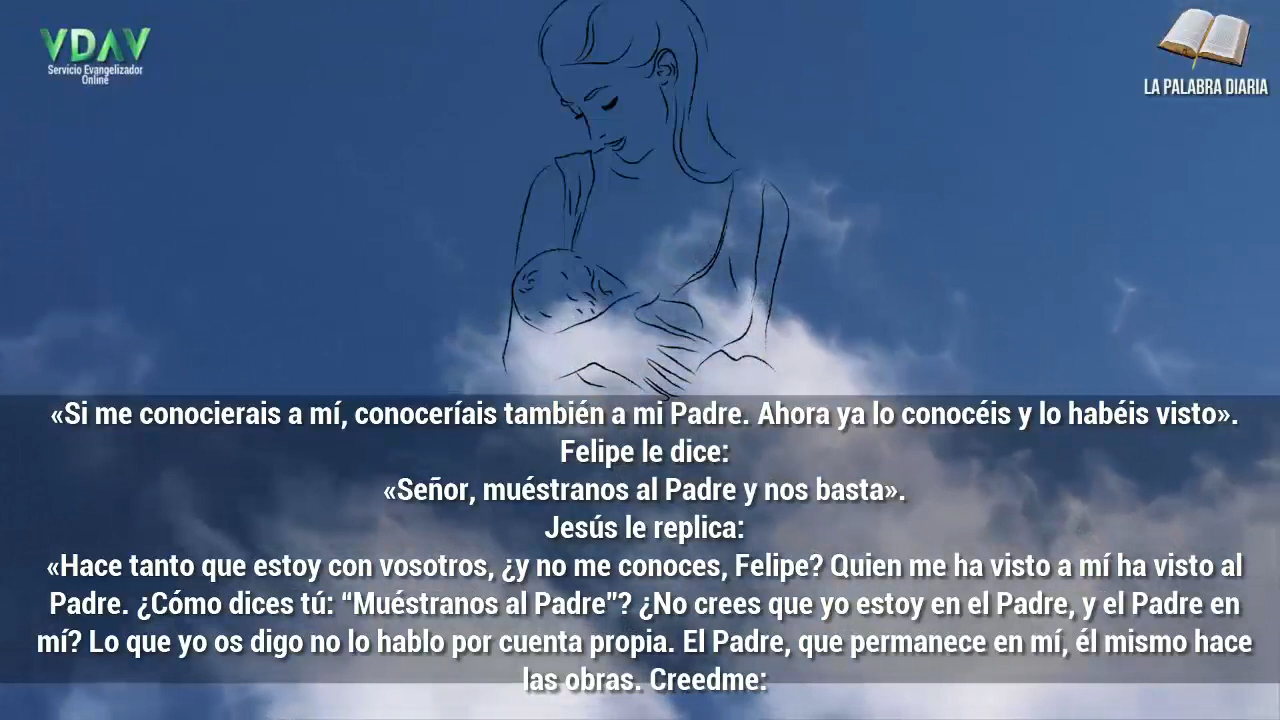 VDAV
Servicio Evangelizador
Online
LA PALABRA DIARIA
«Si me conocierais a mí, conoceríais también a mi Padre. Ahora ya lo conocéis y lo habéis visto».
Felipe le dice:
«Señor, muéstranos al Padre y nos basta».
Jesús le replica:
«Hace tanto que estoy con vosotros, ¿y no me conoces, Felipe? Quien me ha visto a mí ha visto al
Padre. ¿Cómo dices tú: “Muéstranos al Padre”? ¿No crees que yo estoy en el Padre, y el Padre en
mí? Lo que yo os digo no lo hablo por cuenta propia. El Padre, que permanece en mí, él mismo hace
las obras. Creedme: